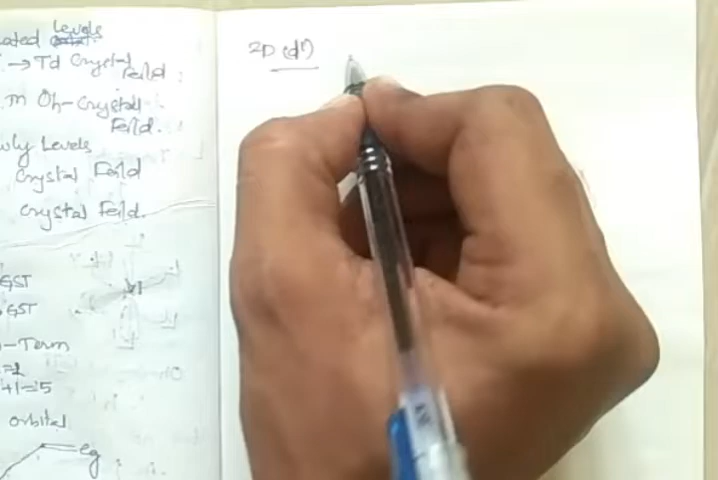 ated levels
→ Td Crystal Feild
m Oh-Crystal Feild.
wly Levels
Crystal Feild
Crystal Feild.
GST
GST
-Term
+1=5
orbital
eg
2D (d¹)